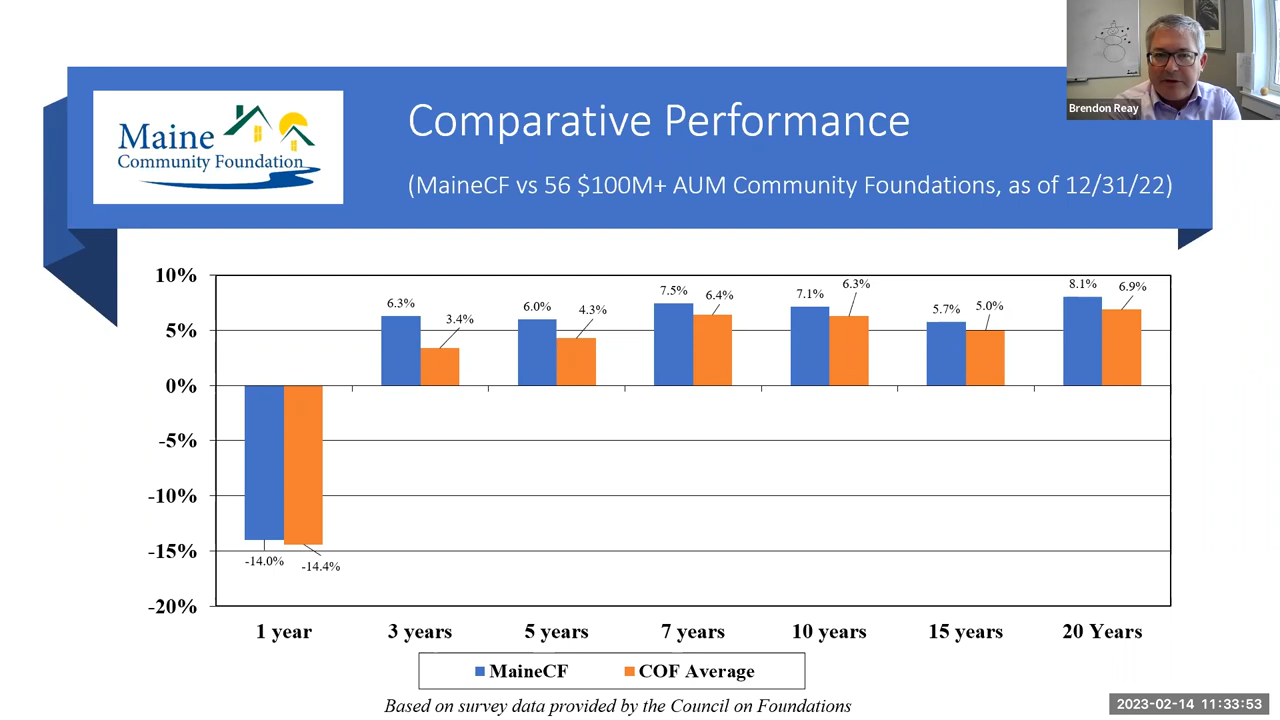 Brendon Reay
Maine
Community Foundation
Comparative Performance
(MaineCF vs 56 $100M+ AUM Community Foundations, as of 12/31/22)
10%
5%
0%
-5%
-10%
-15%
-20%
-14.0%
-14.4%
6.3%
3.4%
6.0%
4.3%
7.5%
6.4%
7.1%
6.3%
5.7%
5.0%
8.1%
6.9%
1 year
3 years
5 years
7 years
10 years
15 years
20 Years
MaineCF
COF Average
Based on survey data provided by the Council on Foundations
2023-02-14 11:33:53